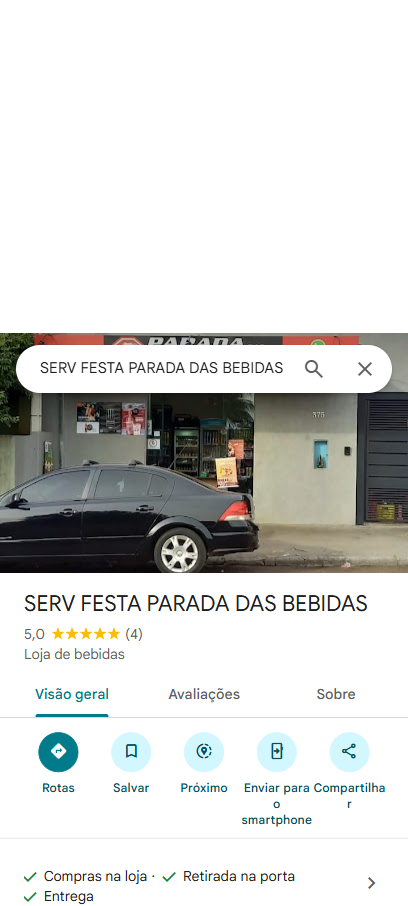 PARADA
SERV FESTA PARADA DAS BEBIDAS
375
SERV FESTA PARADA DAS BEBIDAS
5,0 ★★★★★ (4)
Loja de bebidas
Visão geral
Avaliações
Sobre
Rotas
Salvar
Próximo
Enviar para
o
smartphone
Compartilha
r
Compras na loja · Retirada na porta
Entrega